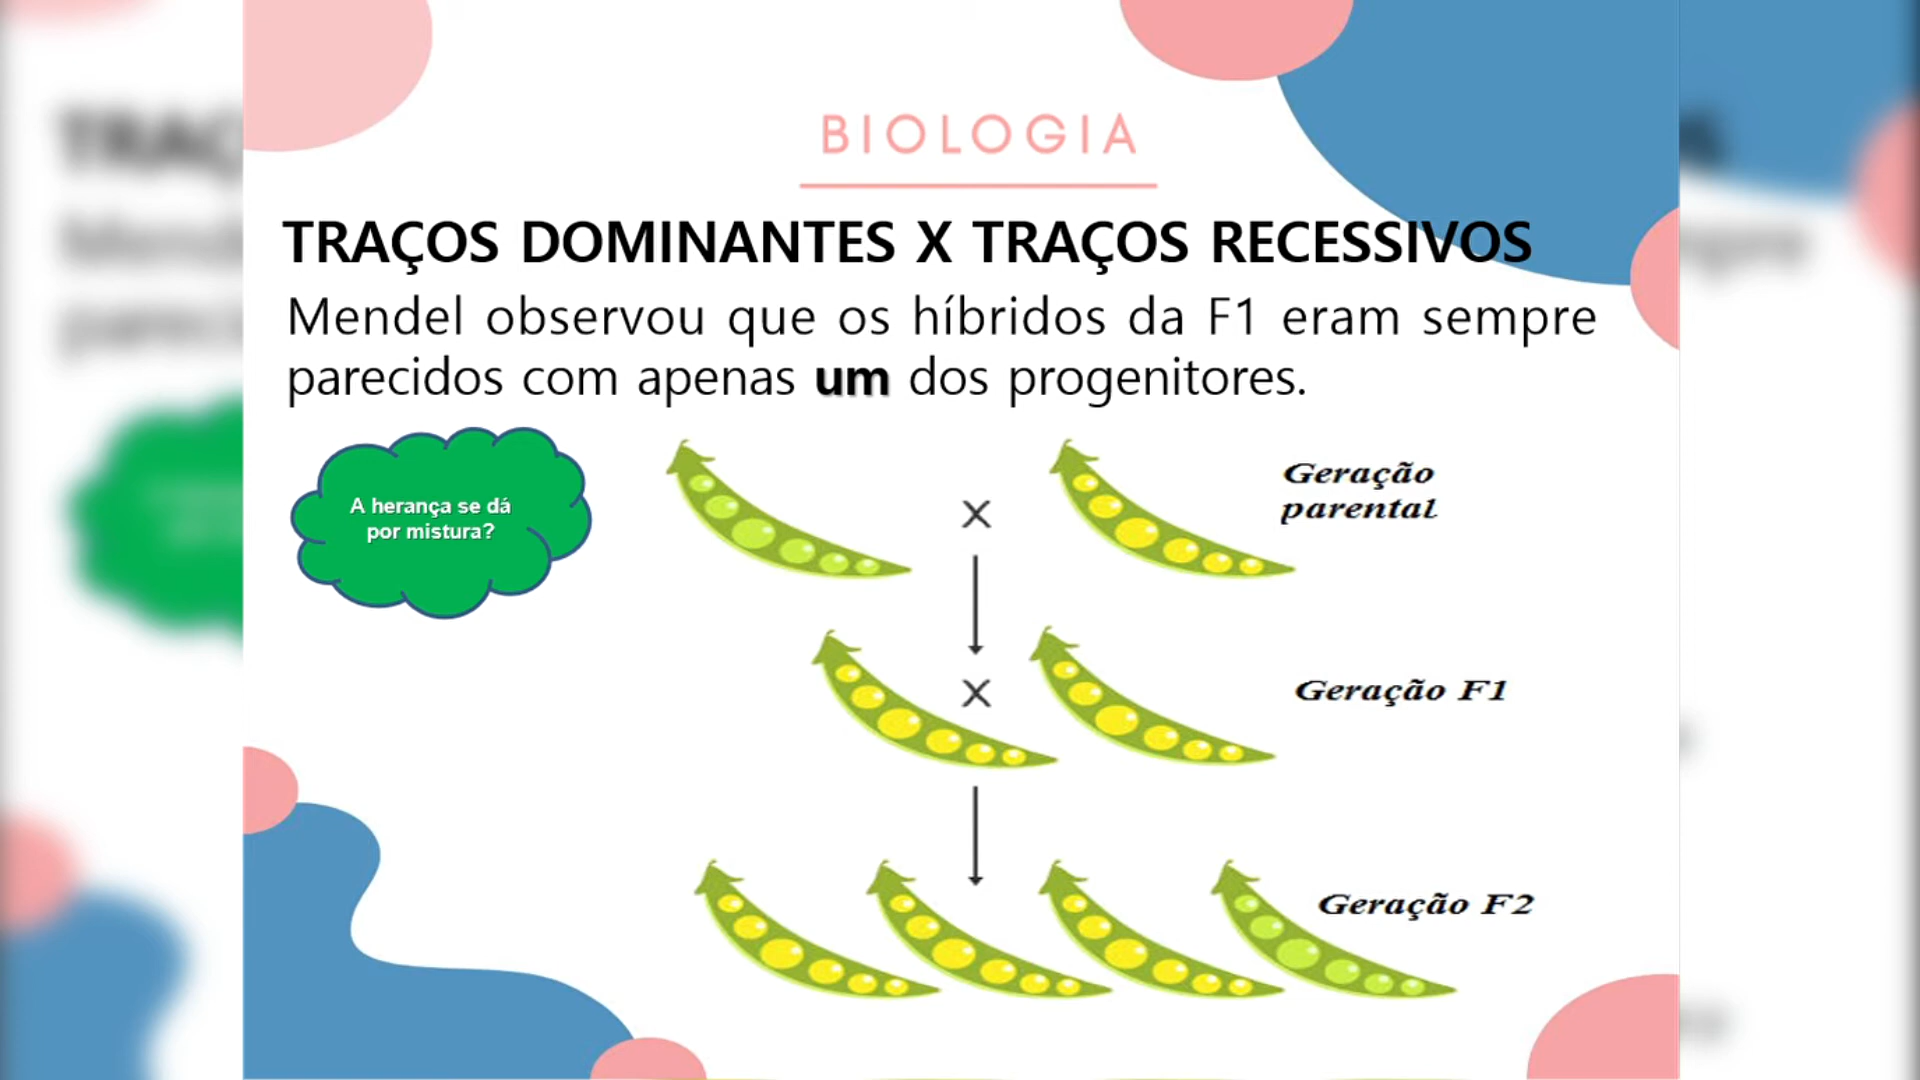 BIOLOGIA
TRAÇOS DOMINANTES X TRAÇOS RECESSIVOS
Mendel observou que os híbridos da F1 eram sempre
parecidos com apenas um dos progenitores.
A herança se dá
por mistura?
X
Geração
parental
X
Geração F1
Geração F2